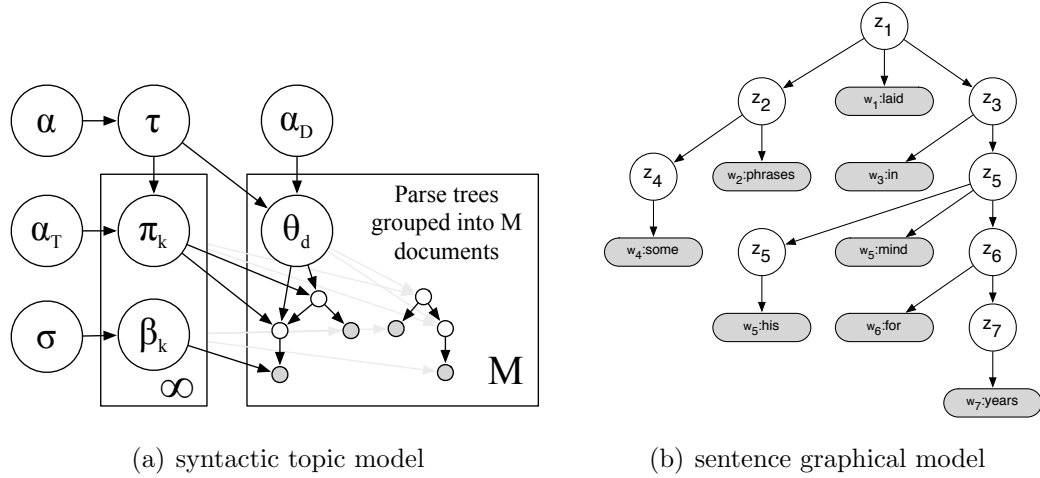 α
τ
α_D
α_T
π_k
θ_d
Parse trees
grouped into M
documents
σ
β_k
∞
M
(a) syntactic topic model
z_1
z_2
w_1:laid
z_3
z_4
w_2:phrases
w_3:in
z_5
w_4:some
z_5
w_5:mind
z_6
w_5:his
w_6:for
z_7
w_7:years
(b) sentence graphical model